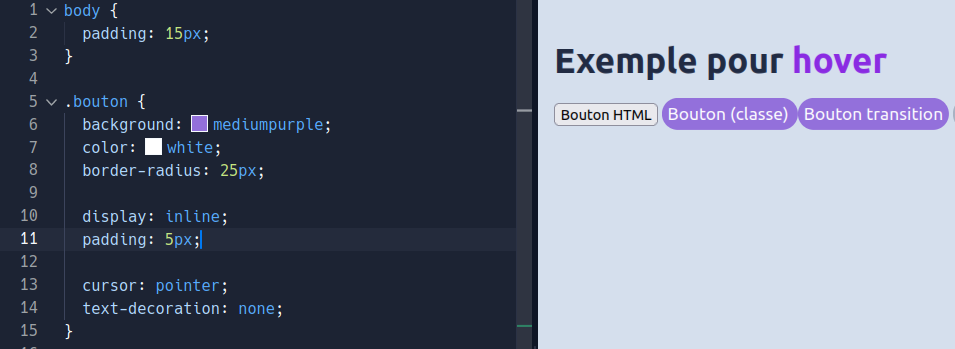 1 body {
2 padding: 15px;
3 }
4
5 .bouton {
6 background: mediumpurple;
7 color: white;
8 border-radius: 25px;
9
10 display: inline;
11 padding: 5px;
12
13 cursor: pointer;
14 text-decoration: none;
15 }
Exemple pour hover
Bouton HTML Bouton (classe) Bouton transition